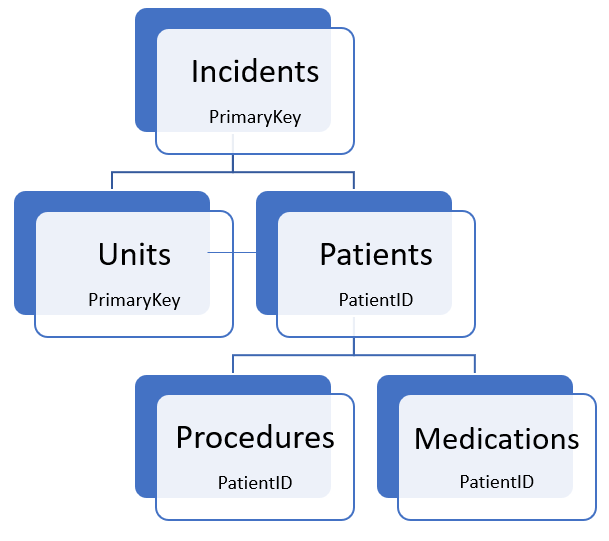 Incidents
PrimaryKey
Units
PrimaryKey
Patients
PatientID
Procedures
PatientID
Medications
PatientID